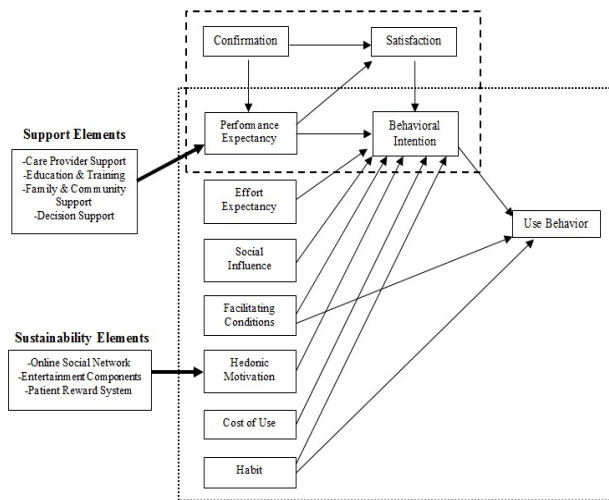 Confirmation
Satisfaction
Support Elements
-Care Provider Support
-Education & Training
-Family & Community
Support
-Decision Support
Performance
Expectancy
Behavioral
Intention
Effort
Expectancy
Use Behavior
Social
Influence
Facilitating
Conditions
Sustainability Elements
-Online Social Network
-Entertainment Components
-Patient Reward System
Hedonic
Motivation
Cost of Use
Habit